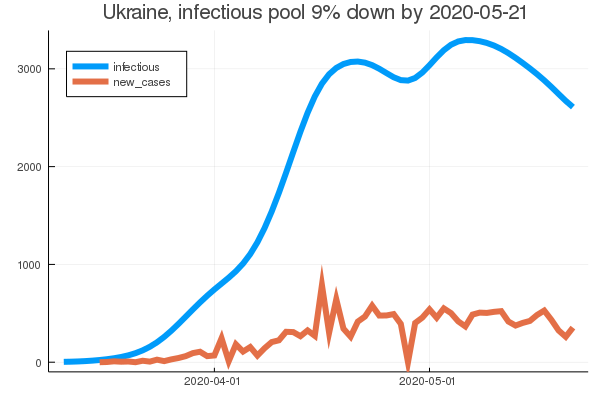 Ukraine, infectious pool 9% down by 2020-05-21
infectious
new_cases
3000
2000
1000
0
2020-04-01
2020-05-01